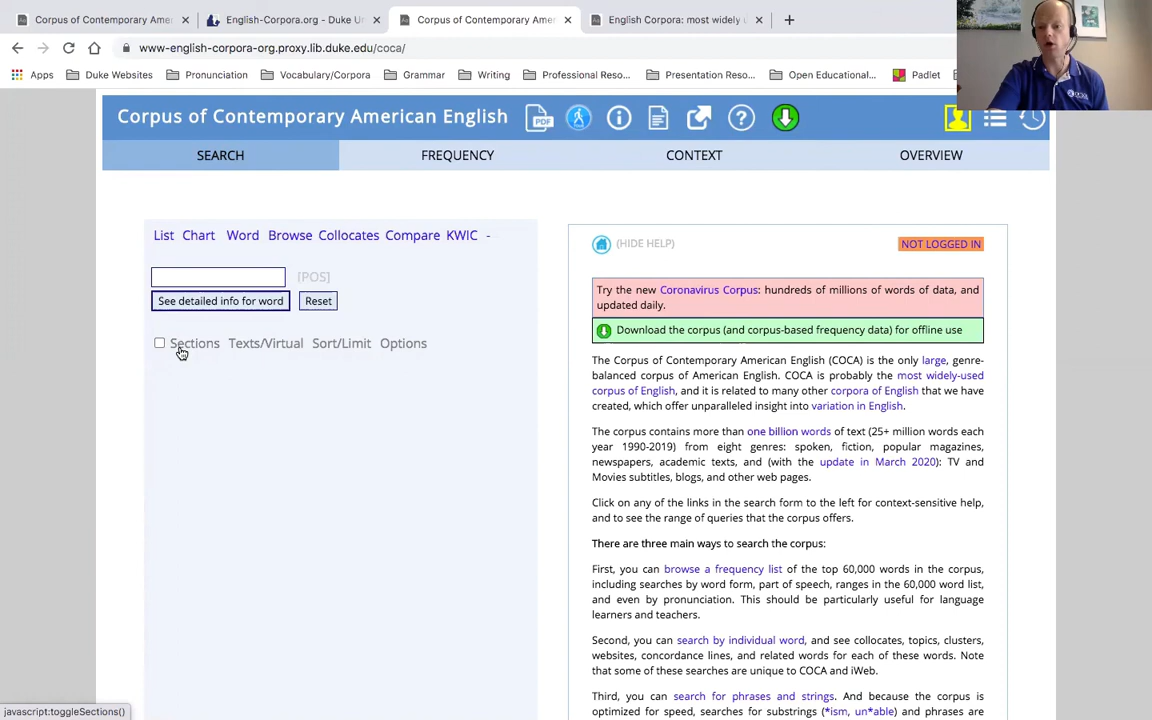 Corpus of Contemporary Amer
English-Corpora.org - Duke Un
Corpus of Contemporary Amer
English Corpora: most widely
www-english-corpora-org.proxy.lib.duke.edu/coca/
Apps Duke Websites Pronunciation Vocabulary/Corpora Grammar Writing Professional Resou... Presentation Reso... Open Educational... Padlet
Corpus of Contemporary American English
PDF
SEARCH FREQUENCY CONTEXT OVERVIEW
List Chart Word Browse Collocates Compare KWIC -
[POS]
See detailed info for word Reset
Sections Texts/Virtual Sort/Limit Options
(HIDE HELP) NOT LOGGED IN
Try the new Coronavirus Corpus: hundreds of millions of words of data, and
updated daily.
Download the corpus (and corpus-based frequency data) for offline use
The Corpus of Contemporary American English (COCA) is the only large, genre-
balanced corpus of American English. COCA is probably the most widely-used
corpus of English, and it is related to many other corpora of English that we have
created, which offer unparalleled insight into variation in English.
The corpus contains more than one billion words of text (25+ million words each
year 1990-2019) from eight genres: spoken, fiction, popular magazines,
newspapers, academic texts, and (with the update in March 2020): TV and
Movies subtitles, blogs, and other web pages.
Click on any of the links in the search form to the left for context-sensitive help,
and to see the range of queries that the corpus offers.
There are three main ways to search the corpus:
First, you can browse a frequency list of the top 60,000 words in the corpus,
including searches by word form, part of speech, ranges in the 60,000 word list,
and even by pronunciation. This should be particularly useful for language
learners and teachers.
Second, you can search by individual word, and see collocates, topics, clusters,
websites, concordance lines, and related words for each of these words. Note
that some of these searches are unique to COCA and iWeb.
Third, you can search for phrases and strings. And because the corpus is
optimized for speed, searches for substrings (*ism, un*able) and phrases are
javascript:toggleSections()